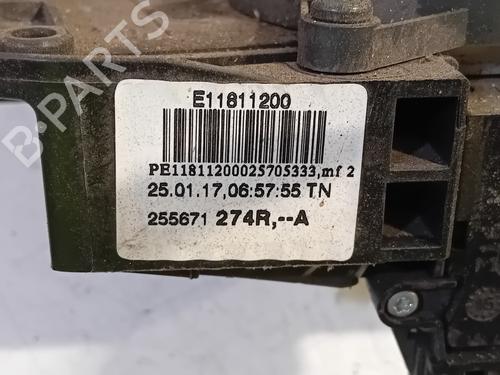 E11811200
PE11811200025705333,mf 2
25.01.17,06:57:55 TN
255671 274R,--A
B-PARTS